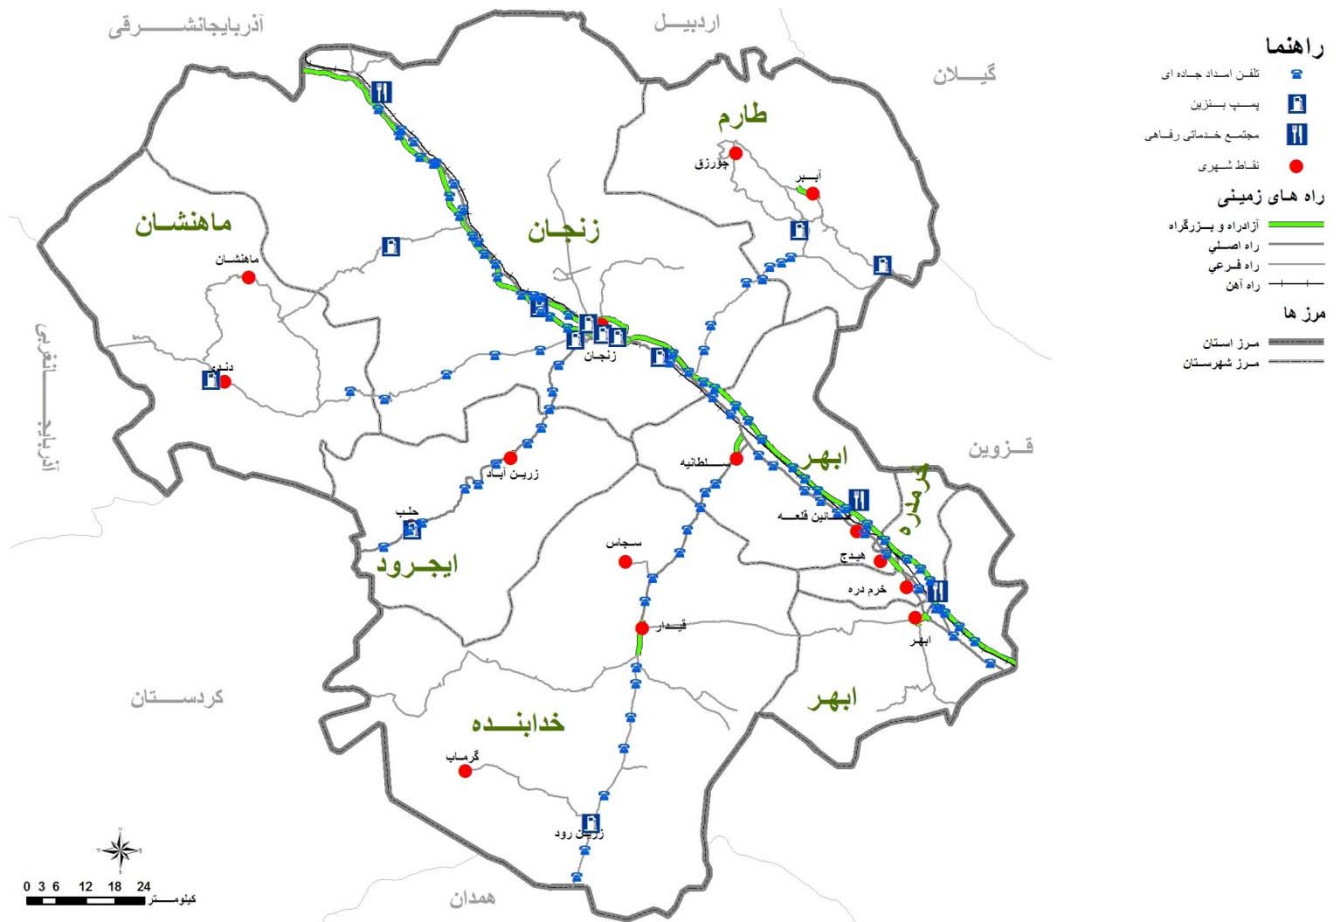 آذربایجانشرقی
اردبیل
گیلان
راهنما
تلفن امداد جاده ای
پمپ بنزین
مجتمع خدماتی رفاهی
نقاط شهری
راه های زمینی
آزادراه و بزرگراه
راه اصلي
راه فرعي
راه آهن
مرز ها
مرز استان
مرز شهرستان
طارم
چورزق
آببر
ماهنشان
ماهنشان
زنجان
زنجان
دندی
آذربایجانغربی
قزوین
ابهر
خرمدره
سلطانیه
زرین آباد
حلب
ایجرود
سجاس
قلعه
هیدج
خرم دره
ابهر
قیدار
ابهر
کردستان
خدابنده
گرماب
زرین رود
همدان
0 3 6 12 18 24
کیلومتر